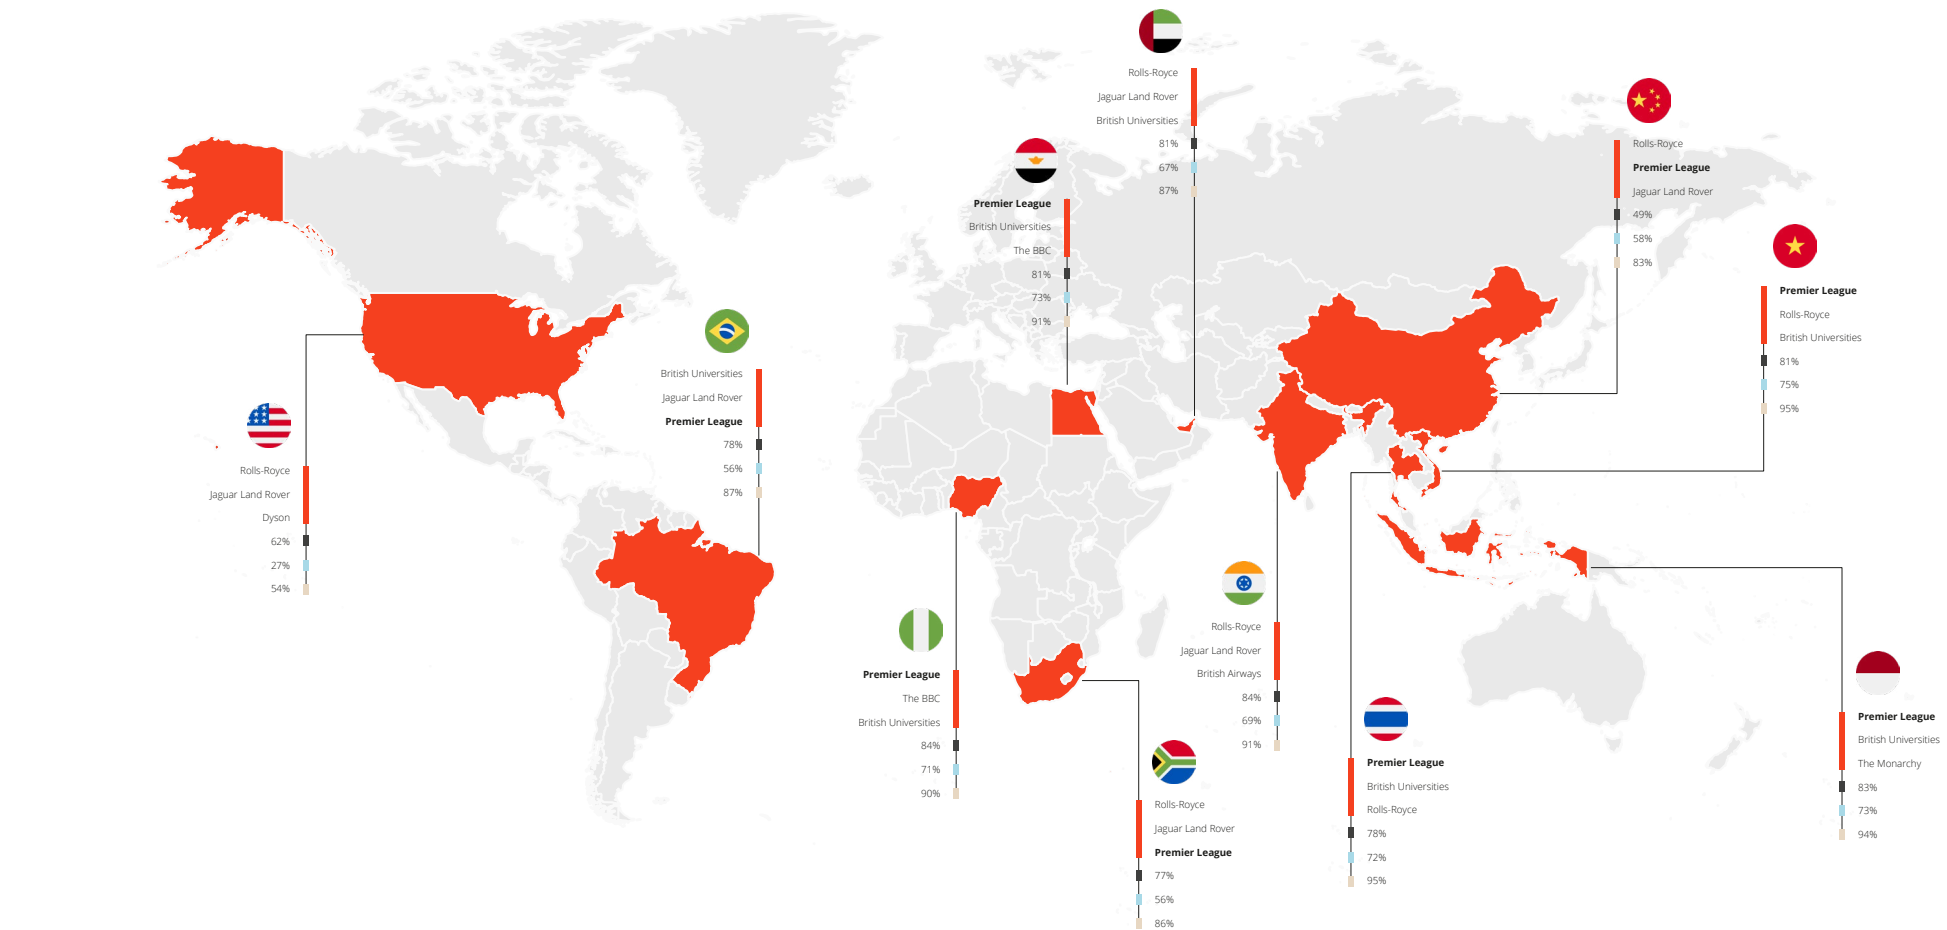 Rolls-Royce
Jaguar Land Rover
British Universities
81%
67%
87%
Rolls-Royce
Premier League
Jaguar Land Rover
49%
58%
83%
Premier League
British Universities
The BBC
81%
73%
91%
Premier League
Rolls-Royce
British Universities
81%
75%
95%
British Universities
Jaguar Land Rover
Premier League
78%
56%
87%
Rolls-Royce
Jaguar Land Rover
Dyson
62%
27%
54%
Premier League
The BBC
British Universities
84%
71%
90%
Rolls-Royce
Jaguar Land Rover
British Airways
84%
69%
91%
Rolls-Royce
Jaguar Land Rover
Premier League
77%
56%
86%
Premier League
British Universities
Rolls-Royce
78%
72%
95%
Premier League
British Universities
The Monarchy
83%
73%
94%